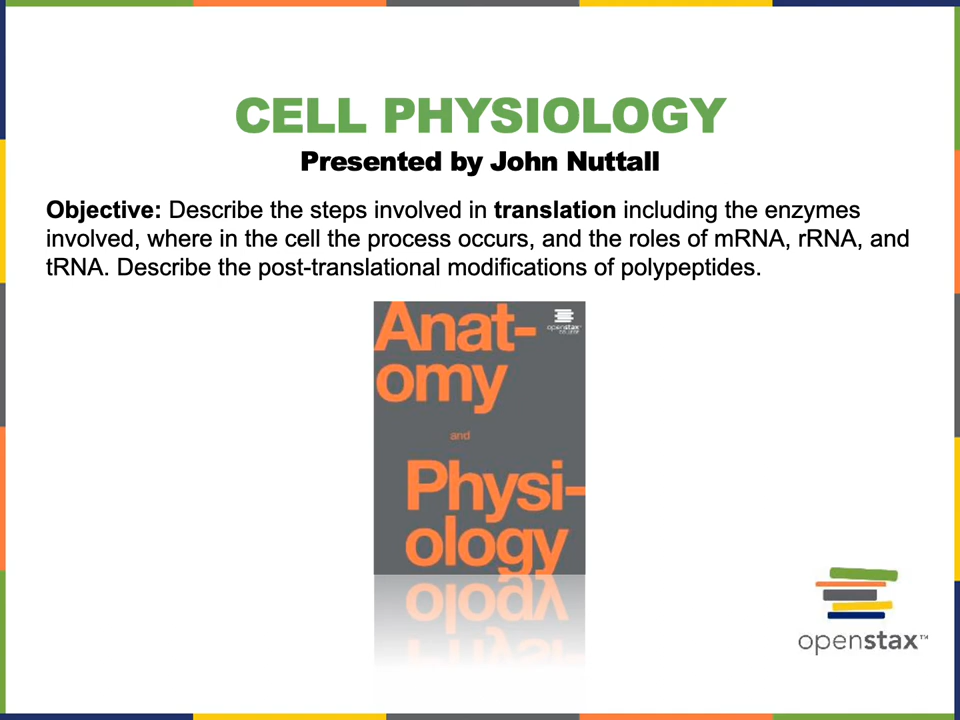 CELL PHYSIOLOGY
Presented by John Nuttall
Objective: Describe the steps involved in translation including the enzymes
involved, where in the cell the process occurs, and the roles of mRNA, rRNA, and
tRNA. Describe the post-translational modifications of polypeptides.
openstax
Anat-
omy
and
Physi-
ology
openstax™